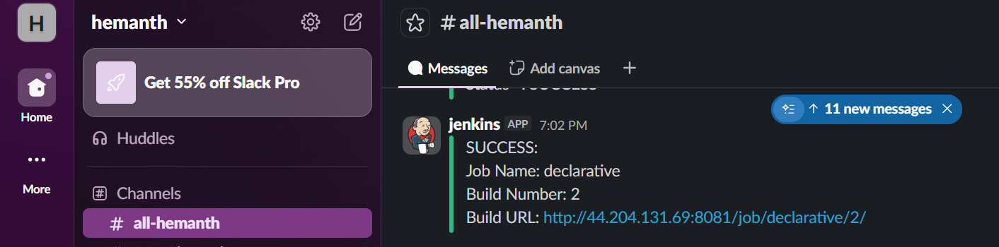 H
hemanth
Get 55% off Slack Pro
Home
Huddles
More
Channels
# all-hemanth
# all-hemanth
Messages
Add canvas
11 new messages
jenkins APP 7:02 PM
SUCCESS:
Job Name: declarative
Build Number: 2
Build URL: http://44.204.131.69:8081/job/declarative/2/